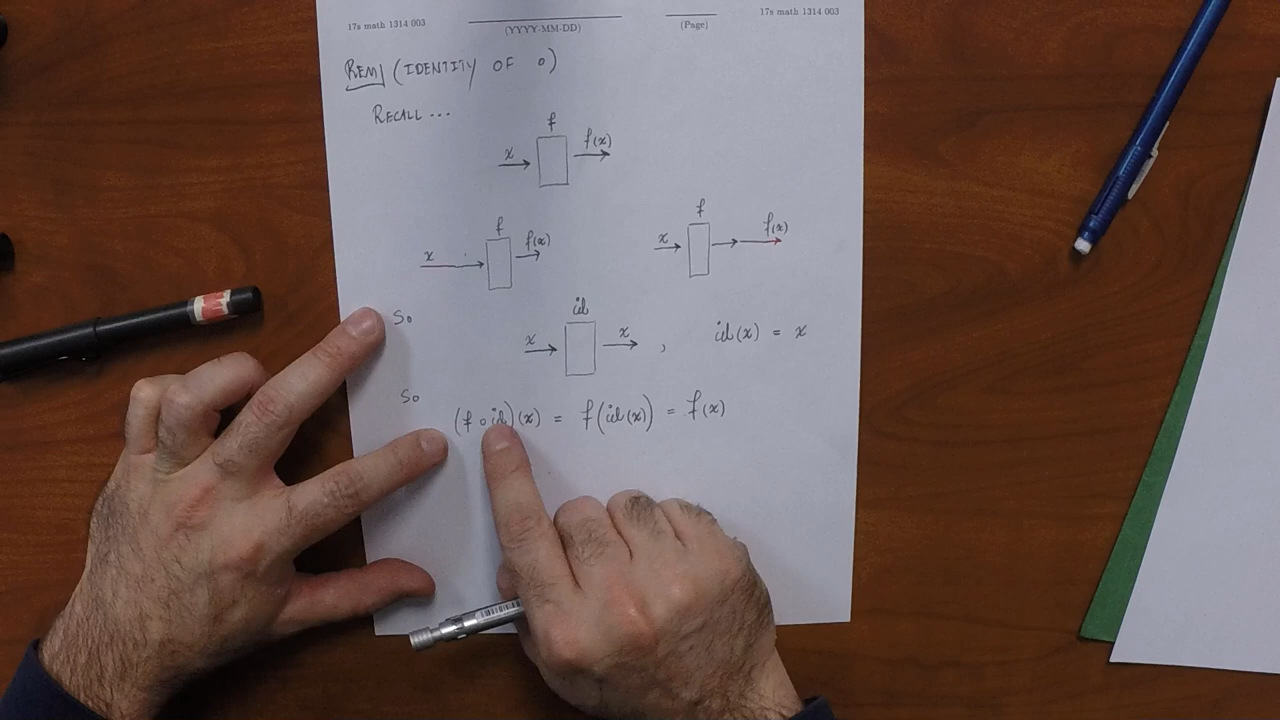 17s math 1314 003 (YYYY-MM-DD) (Page) 17s math 1314 003
REM (IDENTITY OF ∘)
RECALL ...
f
x f(x)
f f
x f(x) x f(x)
So
id
x x , id(x) = x
So
(f ∘ id)(x) = f(id(x)) = f(x)